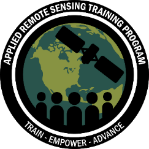 APPLIED REMOTE SENSING TRAINING PROGRAM
TRAIN - EMPOWER - ADVANCE